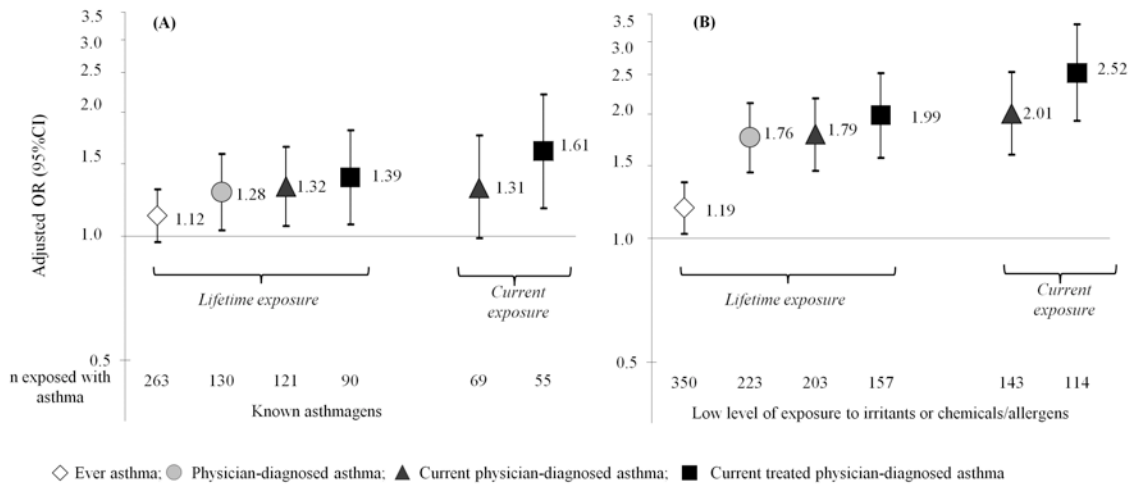 (A)
Adjusted OR (95%CI)
3.5
3.0
2.5
2.0
1.5
1.0
0.5
1.12
1.28
1.32
1.39
1.31
1.61
Lifetime exposure
Current
exposure
n exposed with
asthma
263 130 121 90 69 55
Known asthmagens
(B)
3.5
3.0
2.5
2.0
1.5
1.0
0.5
1.19
1.76
1.79
1.99
2.01
2.52
Lifetime exposure
Current
exposure
350 223 203 157 143 114
Low level of exposure to irritants or chemicals/allergens
Ever asthma; Physician-diagnosed asthma; Current physician-diagnosed asthma; Current treated physician-diagnosed asthma